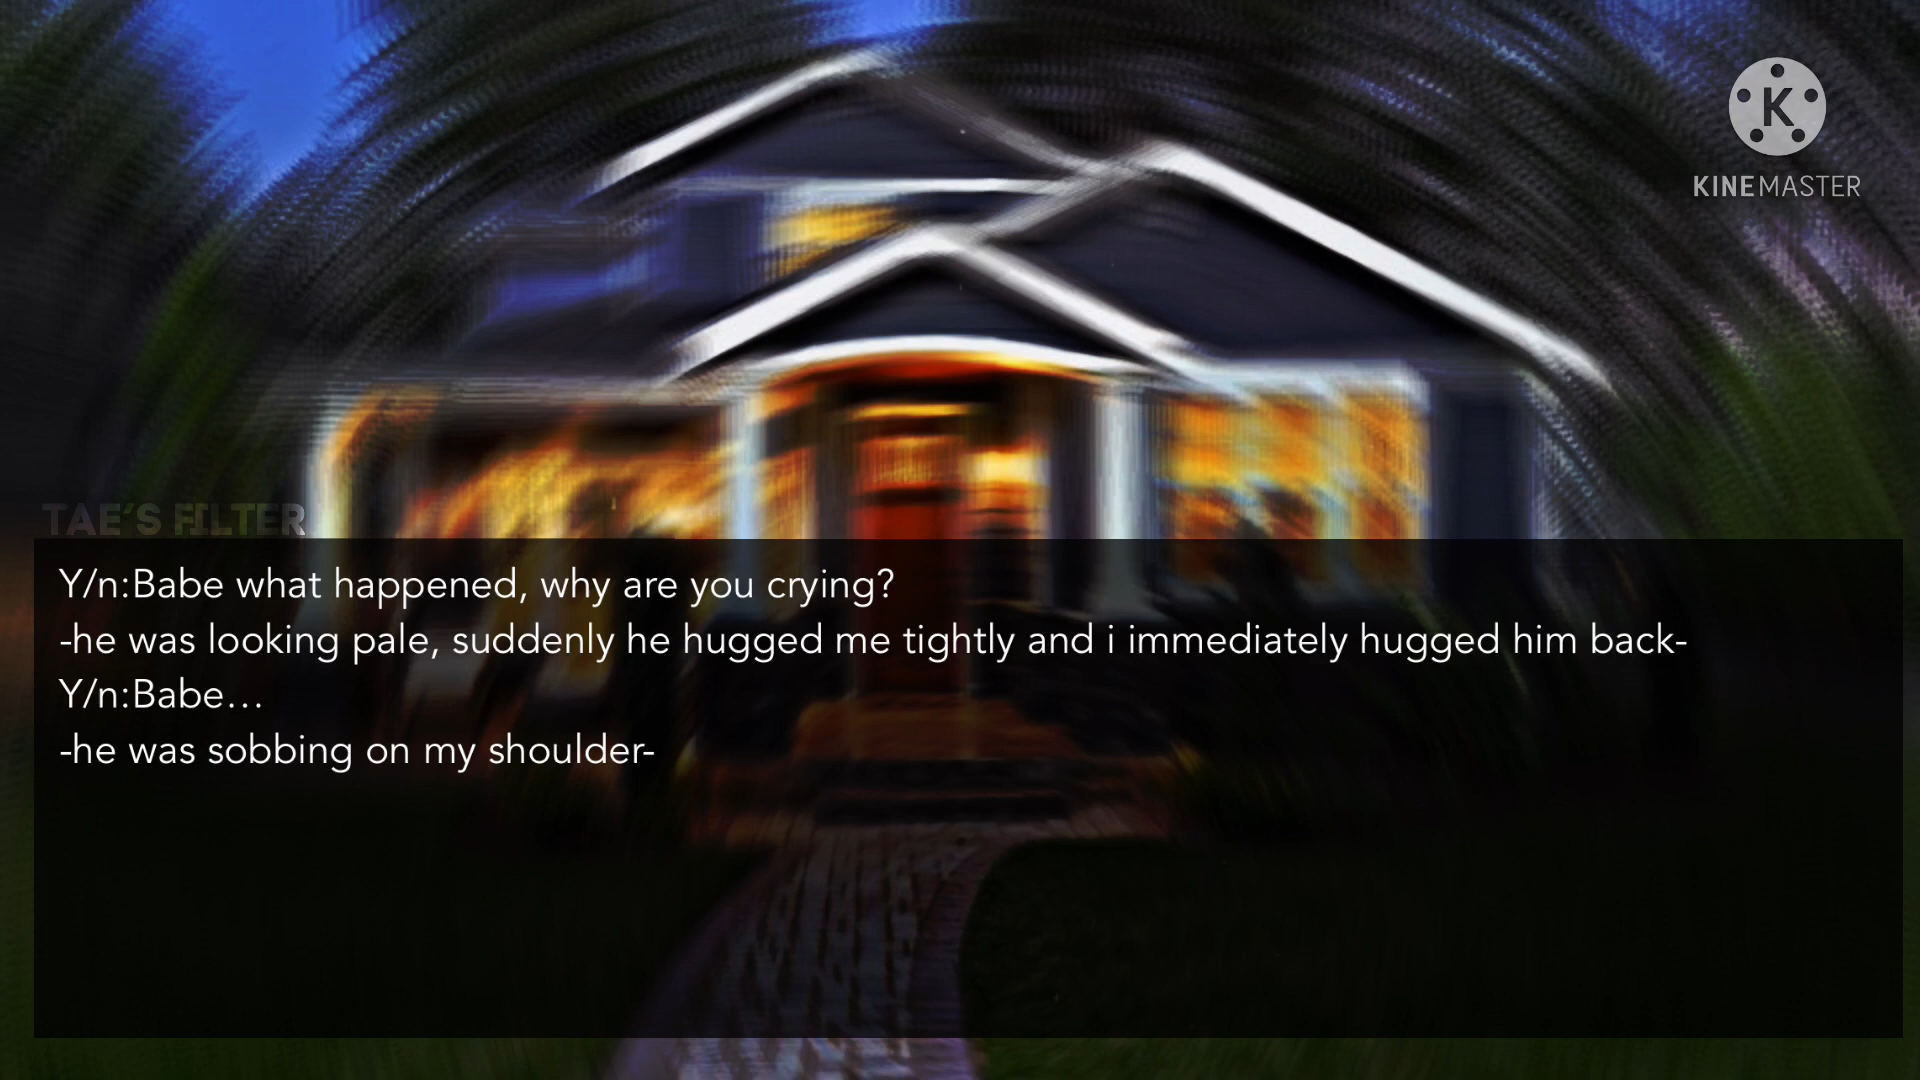 K
KINEMASTER
TAE'S FILTER
Y/n:Babe what happened, why are you crying?
-he was looking pale, suddenly he hugged me tightly and i immediately hugged him back-
Y/n:Babe...
-he was sobbing on my shoulder-